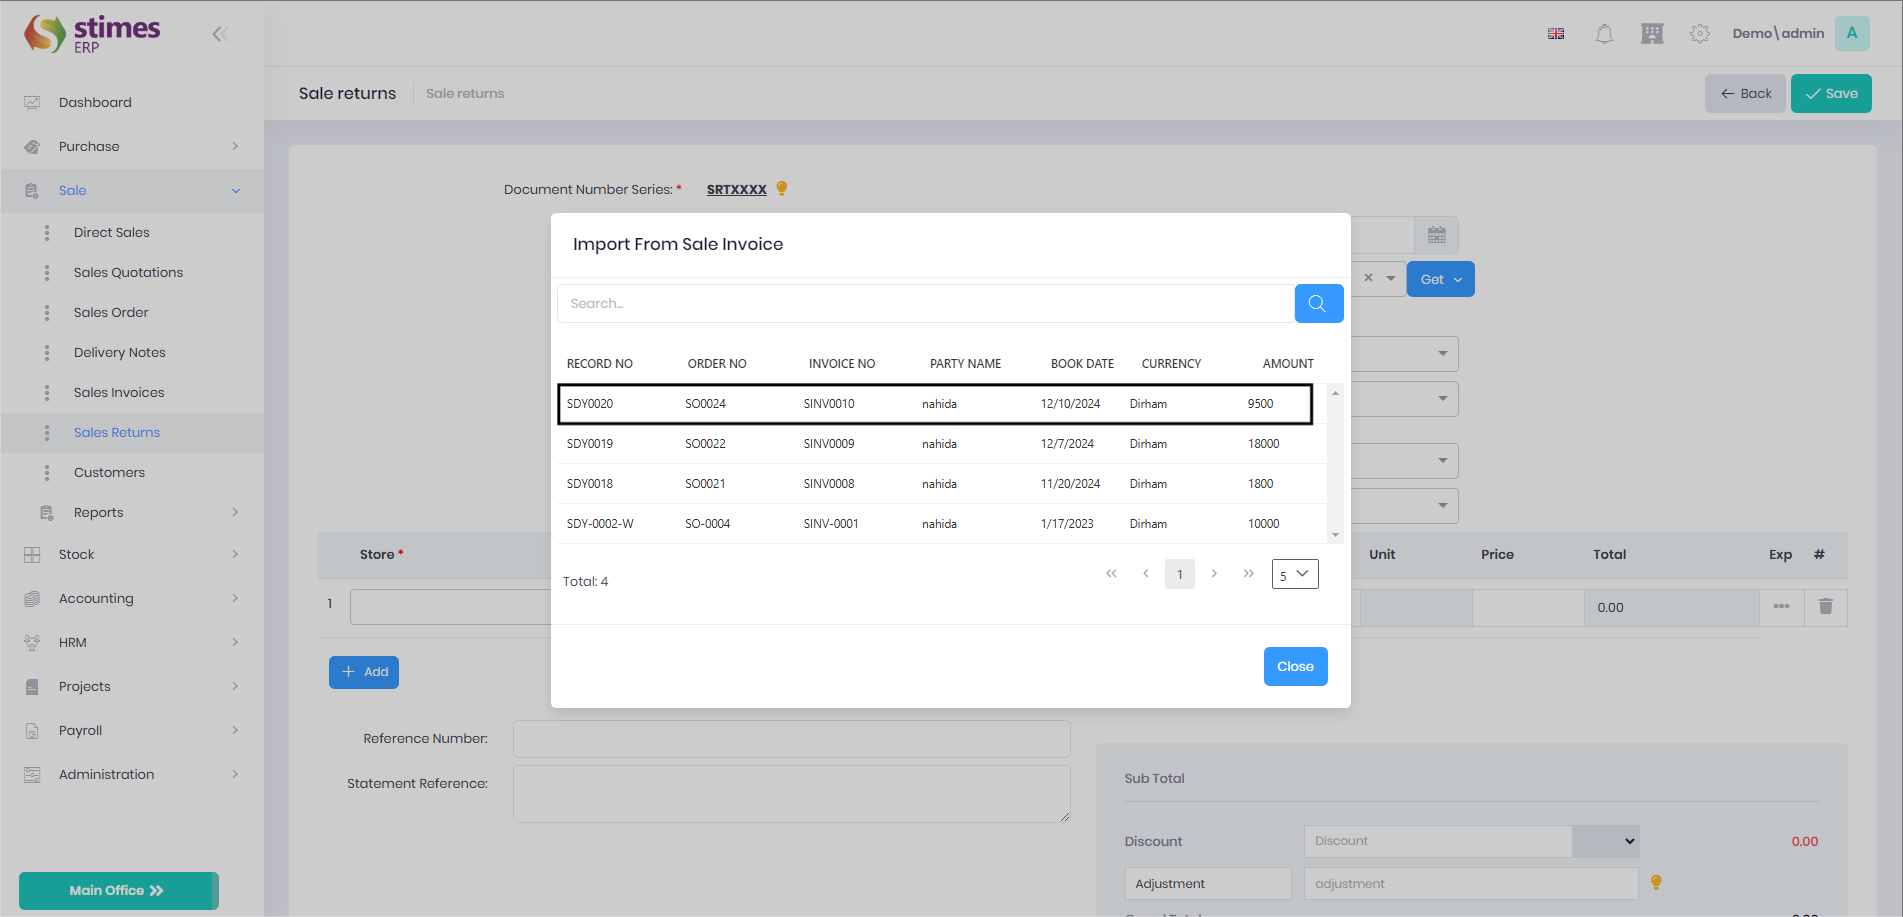 stimes
ERP
Demo\admin
A
Dashboard
Purchase
Sale
Direct Sales
Sales Quotations
Sales Order
Delivery Notes
Sales Invoices
Sales Returns
Customers
Reports
Stock
Accounting
HRM
Projects
Payroll
Administration
Main Office
Sale returns Sale returns
Back Save
Document Number Series: * SRTXXXX
Get
Import From Sale Invoice
Search...
RECORD NO ORDER NO INVOICE NO PARTY NAME BOOK DATE CURRENCY AMOUNT
SDY0020 SO0024 SINV0010 nahida 12/10/2024 Dirham 9500
SDY0019 SO0022 SINV0009 nahida 12/7/2024 Dirham 18000
SDY0018 SO0021 SINV0008 nahida 11/20/2024 Dirham 1800
SDY-0002-W SO-0004 SINV-0001 nahida 1/17/2023 Dirham 10000
Total: 4 1 5
Close
Store * Unit Price Total Exp #
1 0.00
Add
Reference Number:
Statement Reference:
Sub Total
Discount Discount 0.00
Adjustment adjustment